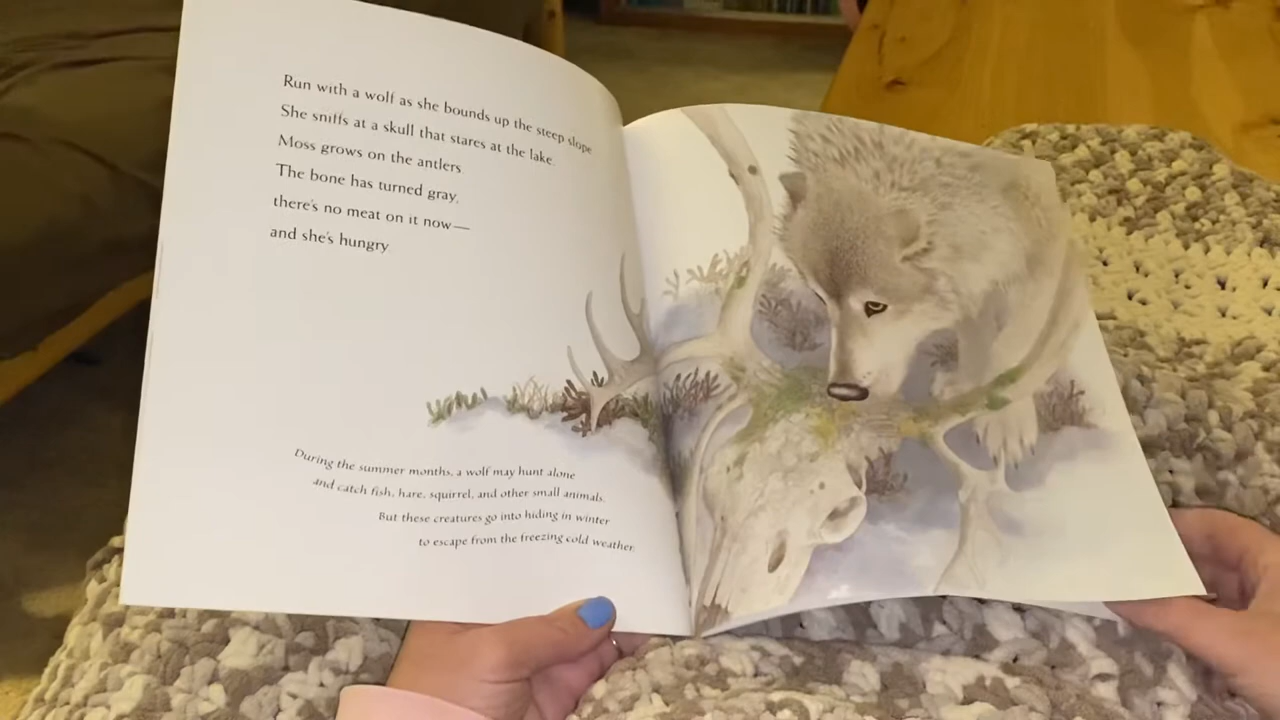 Run with a wolf as she bounds up the steep slope.
She sniffs at a skull that stares at the lake.
Moss grows on the antlers.
The bone has turned gray,
there's no meat on it now—
and she's hungry.
During the summer months, a wolf may hunt alone
and catch fish, hare, squirrel, and other small animals.
But these creatures go into hiding in winter
to escape from the freezing cold weather.